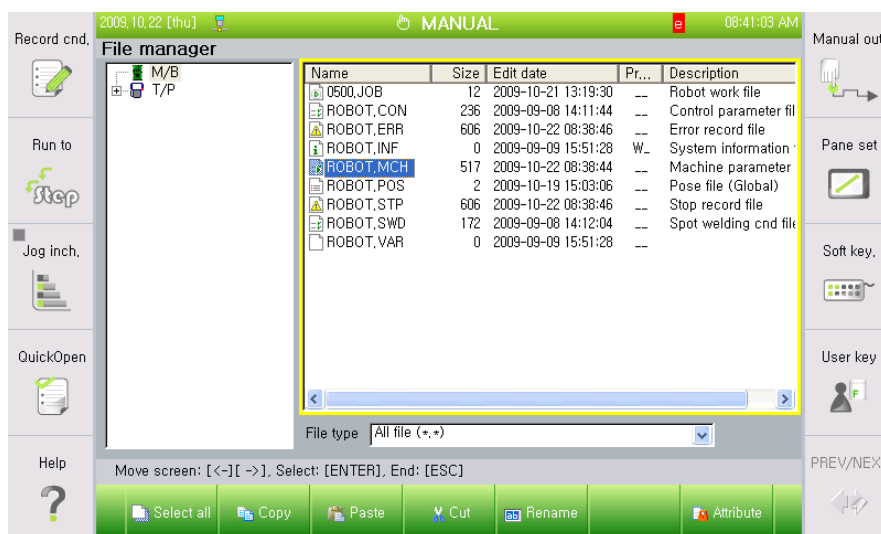 2009,10,22 [thu] MANUAL e 08:41:03 AM
Record cnd.
Run to
Step
Jog inch,
QuickOpen
Help
File manager
M/B
T/P
Name Size Edit date Pr... Description
0500,JOB 12 2009-10-21 13:19:30 __ Robot work file
ROBOT,CON 236 2009-09-08 14:11:44 __ Control parameter fil
ROBOT,ERR 606 2009-10-22 08:38:46 __ Error record file
ROBOT,INF 0 2009-09-09 15:51:28 W_ System information
ROBOT,MCH 517 2009-10-22 08:38:44 __ Machine parameter
ROBOT,POS 2 2009-10-19 15:03:06 __ Pose file (Global)
ROBOT,STP 606 2009-10-22 08:38:46 __ Stop record file
ROBOT,SWD 172 2009-09-08 14:12:04 __ Spot welding cnd file
ROBOT,VAR 0 2009-09-09 15:51:28 __
File type All file (*,*)
Move screen: [<-][ ->], Select: [ENTER], End: [ESC]
Select all Copy Paste Cut Rename Attribute
Manual out
Pane set
Soft key,
User key
F
PREV/NEX